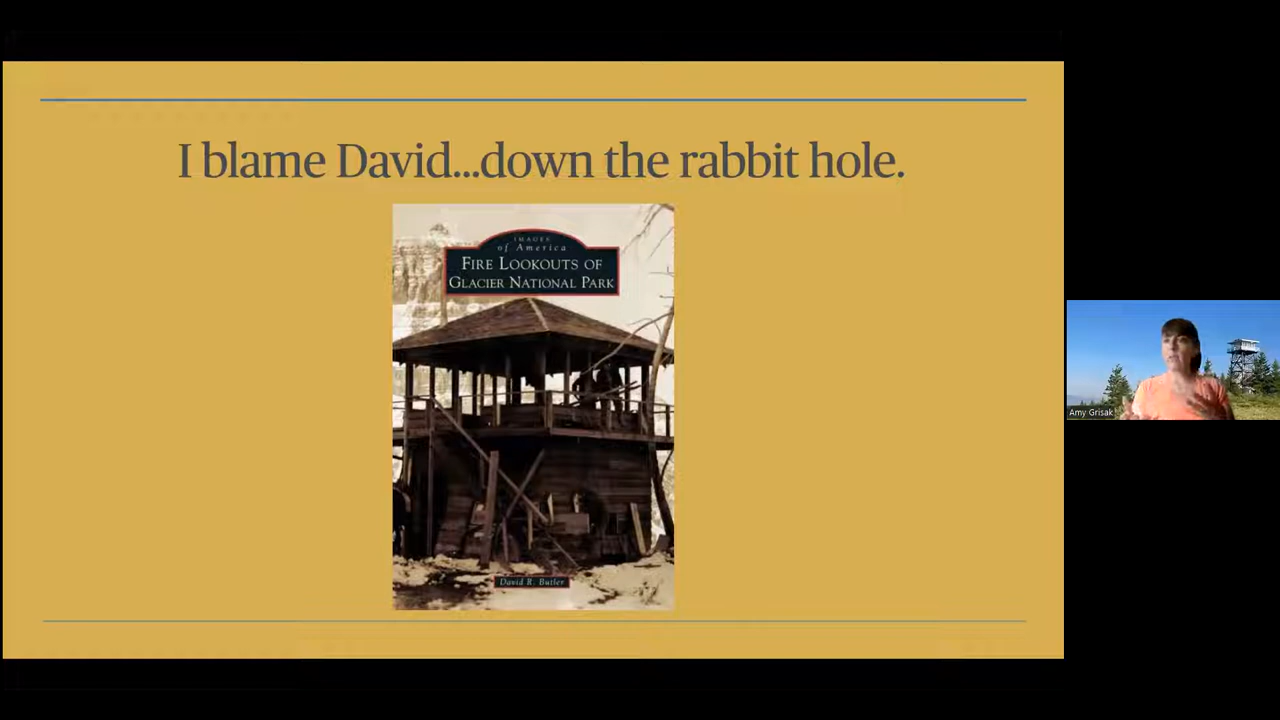 I blame David...down the rabbit hole.
IMAGES
of America
FIRE LOOKOUTS OF
GLACIER NATIONAL PARK
David R. Butler
Amy Grisak